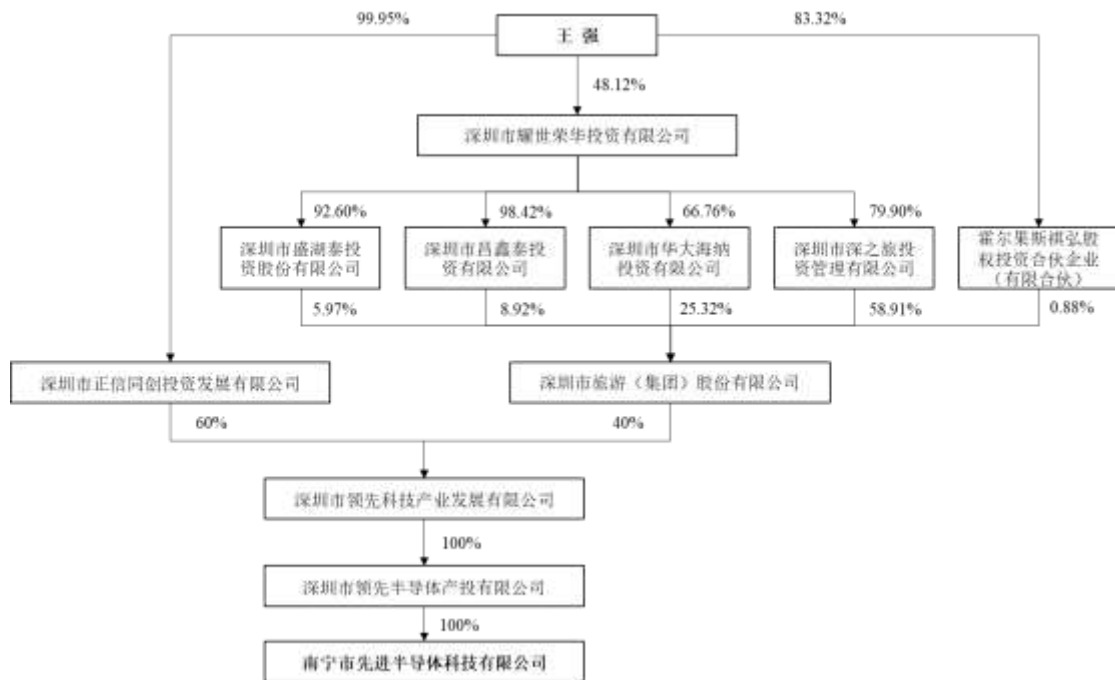 99.95%
83.32%
王 强
48.12%
深圳市耀世荣华投资有限公司
92.60%
98.42%
66.76%
79.90%
深圳市盛湖泰投
资股份有限公司
深圳市昌鑫泰投
资有限公司
深圳市华大海纳
投资有限公司
深圳市深之旅投
资管理有限公司
霍尔果斯祺弘股
权投资合伙企业
（有限合伙）
5.97%
8.92%
25.32%
58.91%
0.88%
深圳市正信同创投资发展有限公司
深圳市旅游（集团）股份有限公司
60%
40%
深圳市领先科技产业发展有限公司
100%
深圳市领先半导体产投有限公司
100%
南宁市先进半导体科技有限公司